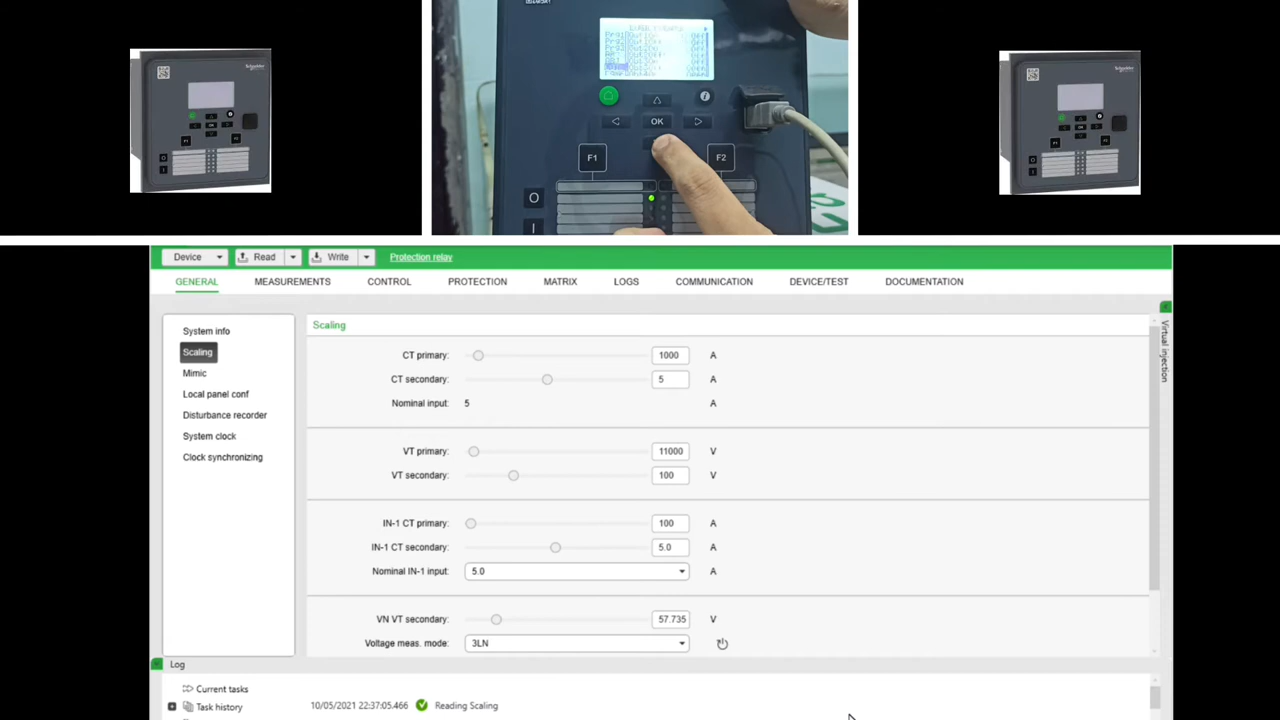 Schneider
Schneider
OK
F1
F2
O
I
Device
Read
Write
Protection relay
GENERAL
MEASUREMENTS
CONTROL
PROTECTION
MATRIX
LOGS
COMMUNICATION
DEVICE/TEST
DOCUMENTATION
System info
Scaling
Mimic
Local panel conf
Disturbance recorder
System clock
Clock synchronizing
Scaling
CT primary: 1000 A
CT secondary: 5 A
Nominal input: 5 A
VT primary: 11000 V
VT secondary: 100 V
IN-1 CT primary: 100 A
IN-1 CT secondary: 5.0 A
Nominal IN-1 input: 5.0 A
VN VT secondary: 57.735 V
Voltage meas. mode: 3LN
Virtual injection
Log
Current tasks
Task history
10/05/2021 22:37:05.466 Reading Scaling